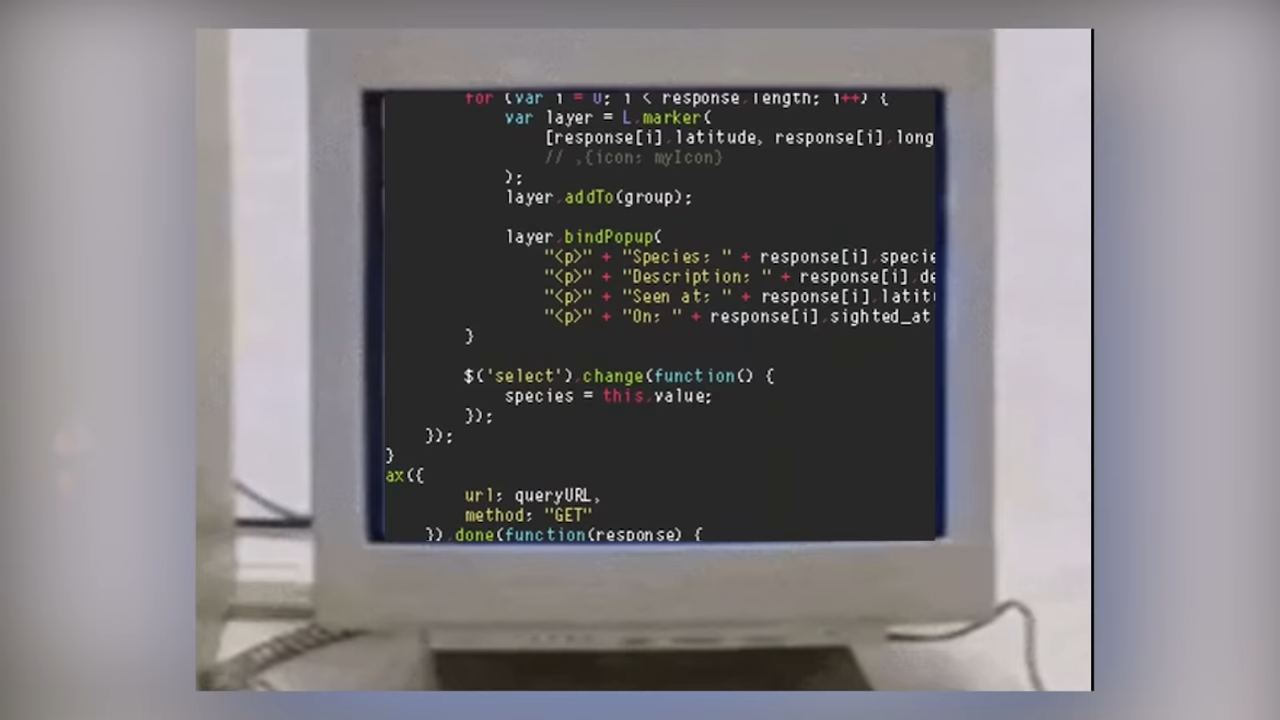 for (var i = 0; i < response.length; i++) {
var layer = L.marker(
[response[i].latitude, response[i].long
// ,{icon: myIcon}
);
layer.addTo(group);
layer.bindPopup(
"<p>" + "Species: " + response[i].specie
"<p>" + "Description: " + response[i].de
"<p>" + "Seen at: " + response[i].latit
"<p>" + "On: " + response[i].sighted_at
}
$('select').change(function() {
species = this.value;
});
});
}
ax({
url: queryURL,
method: "GET"
}).done(function(response) {